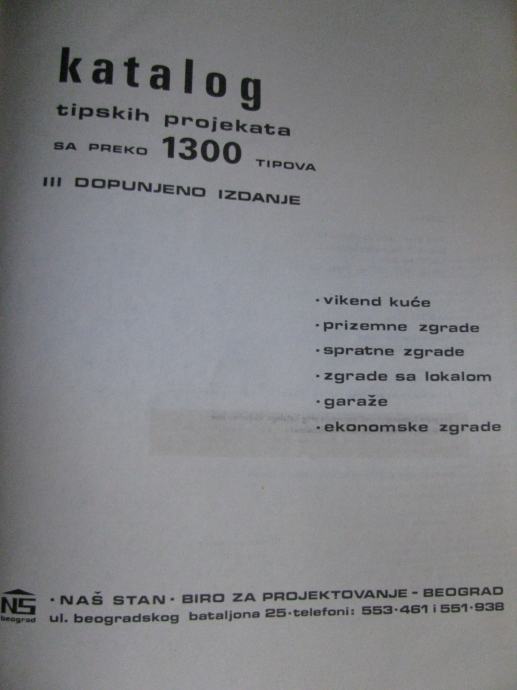 katalog
tipskih projekata
SA PREKO 1300 TIPOVA
III DOPUNJENO IZDANJE
· vikend kuće
· prizemne zgrade
· spratne zgrade
· zgrade sa lokalom
· garaže
· ekonomske zgrade
NS
beograd
· NAŠ STAN · BIRO ZA PROJEKTOVANJE - BEOGRAD
ul. beogradskog bataljona 25 · telefoni: 553-461 i 551-938